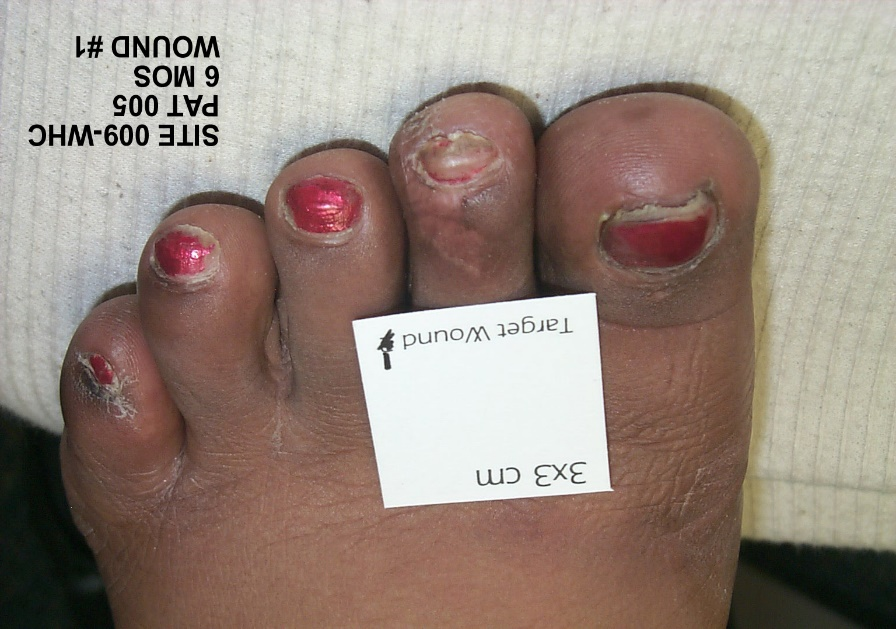 SITE 009-WHC
PAT 005
6 MOS
WOUND #1
3x3 cm
Target Wound